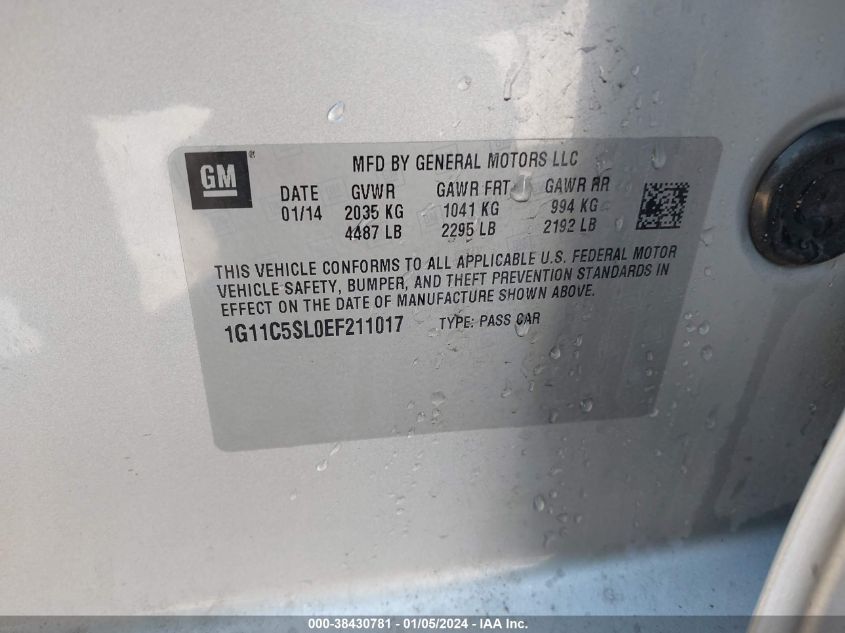 GM
MFD BY GENERAL MOTORS LLC
DATE GVWR GAWR FRT GAWR RR
01/14 2035 KG 1041 KG 994 KG
4487 LB 2295 LB 2192 LB
THIS VEHICLE CONFORMS TO ALL APPLICABLE U.S. FEDERAL MOTOR
VEHICLE SAFETY, BUMPER, AND THEFT PREVENTION STANDARDS IN
EFFECT ON THE DATE OF MANUFACTURE SHOWN ABOVE.
1G11C5SL0EF211017 TYPE: PASS CAR
000-38430781 - 01/05/2024 - 1175466